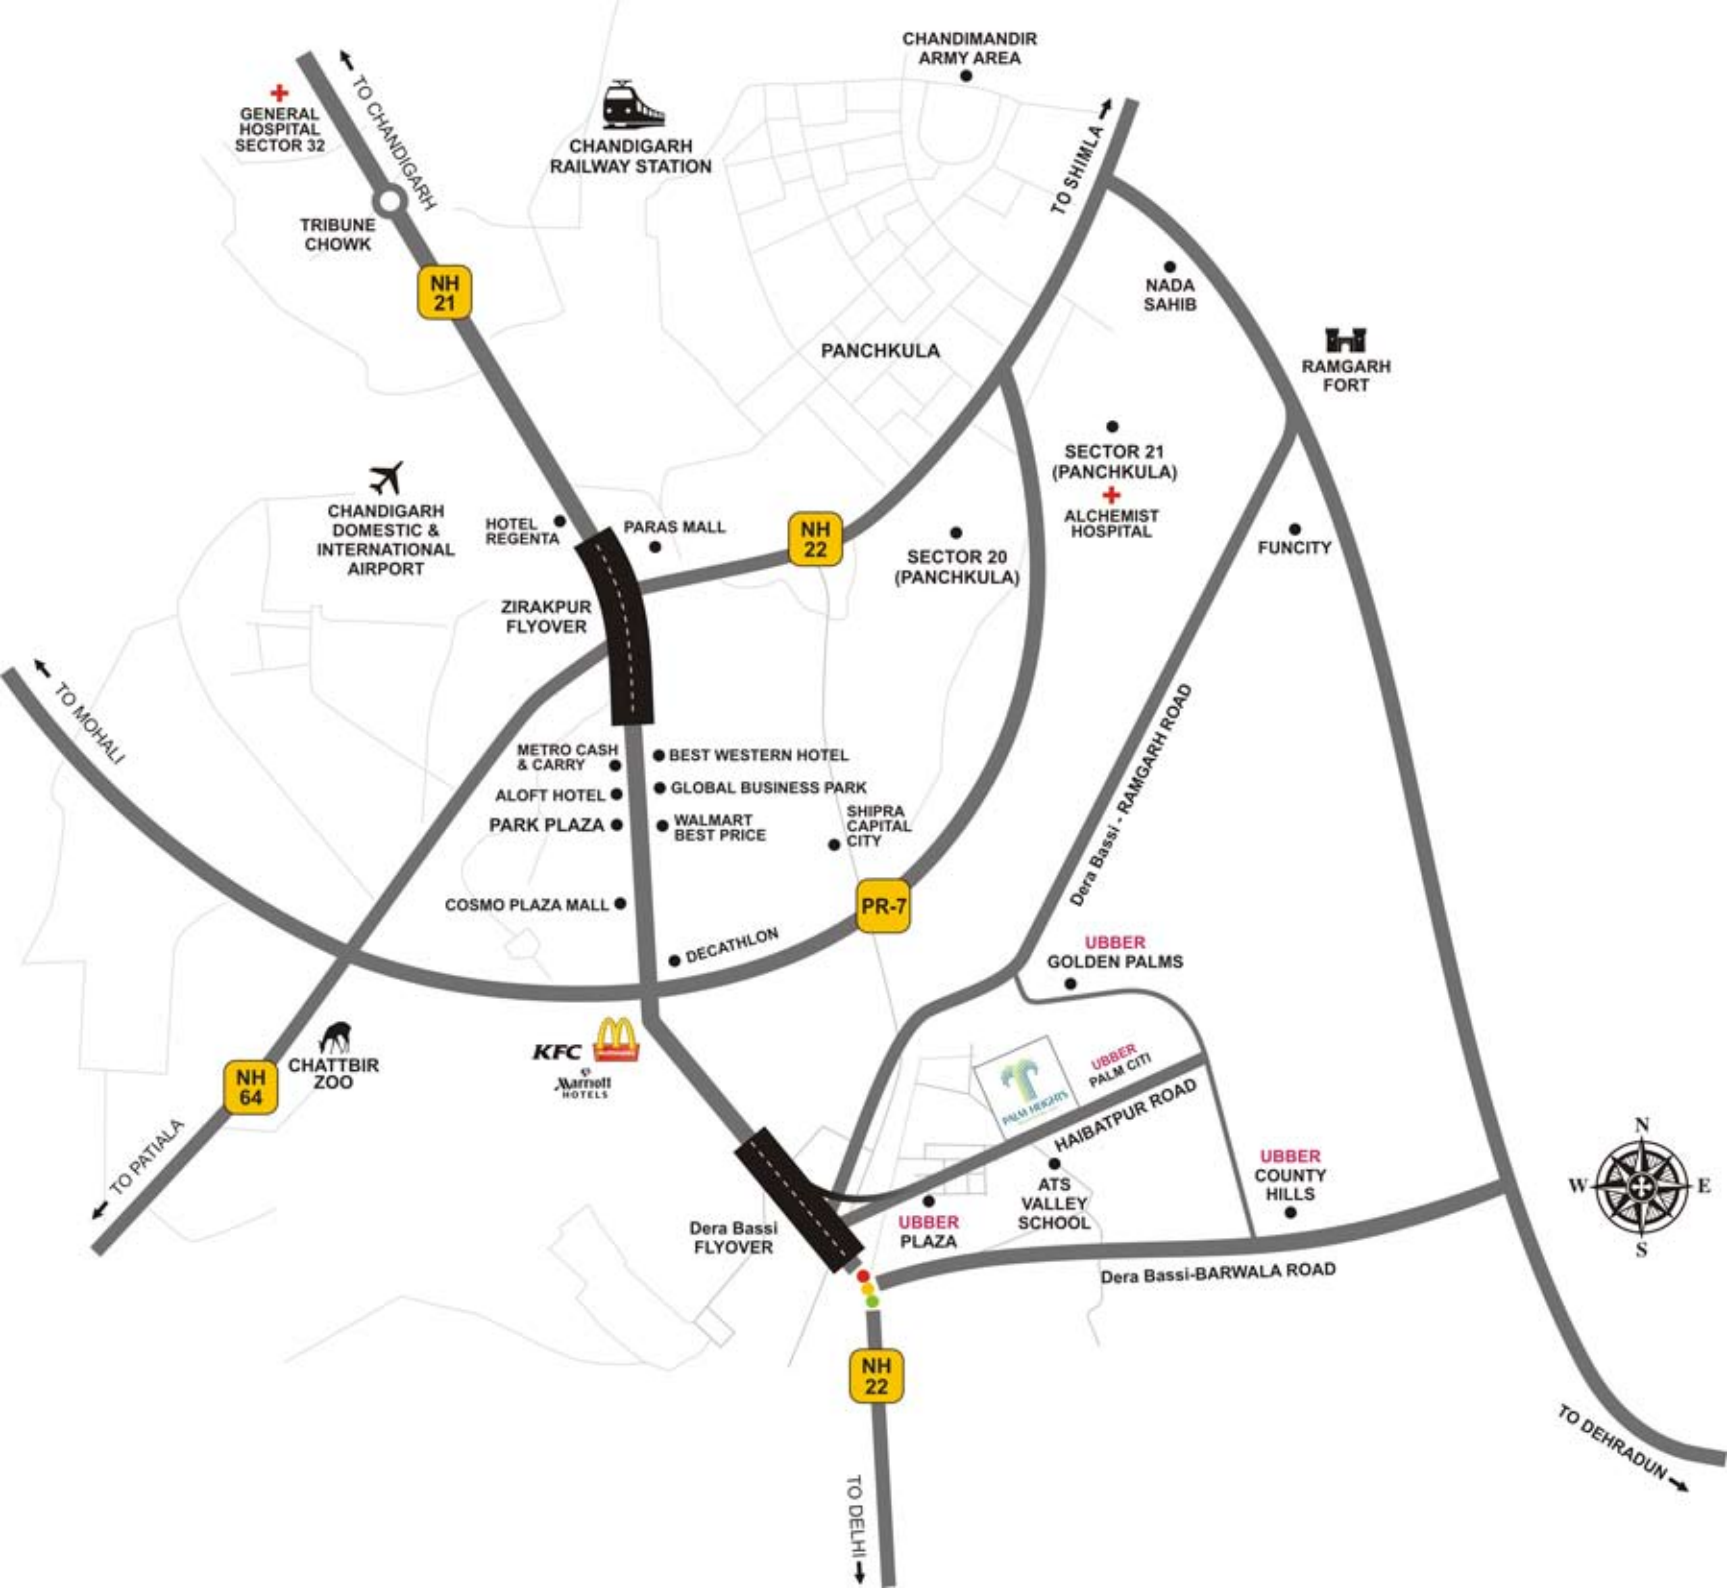 CHANDIMANDIR
ARMY AREA
TO CHANDIGARH
GENERAL
HOSPITAL
SECTOR 32
CHANDIGARH
RAILWAY STATION
TO SHIMLA
TRIBUNE
CHOWK
NH
21
NADA
SAHIB
PANCHKULA
RAMGARH
FORT
SECTOR 21
(PANCHKULA)
ALCHEMIST
HOSPITAL
CHANDIGARH
DOMESTIC &
INTERNATIONAL
AIRPORT
HOTEL
REGENTA
PARAS MALL
NH
22
SECTOR 20
(PANCHKULA)
FUNCITY
ZIRAKPUR
FLYOVER
TO MOHALI
Dera Bassi - RAMGARH ROAD
METRO CASH
& CARRY
BEST WESTERN HOTEL
ALOFT HOTEL
GLOBAL BUSINESS PARK
PARK PLAZA
WALMART
BEST PRICE
SHIPRA
CAPITAL
CITY
COSMO PLAZA MALL
PR-7
DECATHLON
UBBER
GOLDEN PALMS
KFC
Marriott
HOTELS
CHATTBIR
ZOO
NH
64
UBBER
PALM CITI
PALM HEIGHTS
HAIBATPUR ROAD
TO PATIALA
N
W
E
S
UBBER
COUNTY
HILLS
ATS
VALLEY
SCHOOL
UBBER
PLAZA
Dera Bassi
FLYOVER
Dera Bassi-BARWALA ROAD
NH
22
TO DELHI
TO DEHRADUN